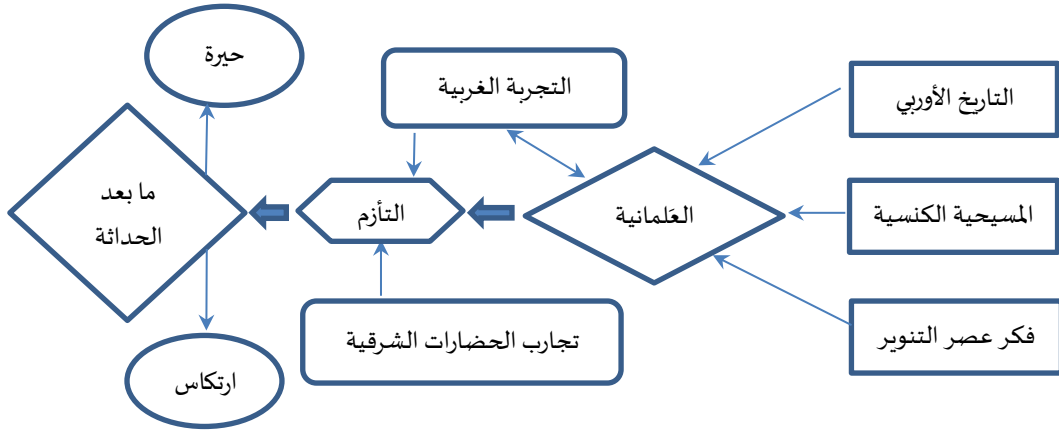 التاريخ الأوربي
المسيحية الكنسية
فكر عصر التنوير
العَلمانية
التجربة الغربية
التأزم
تجارب الحضارات الشرقية
ما بعد
الحداثة
حيرة
ارتكاس